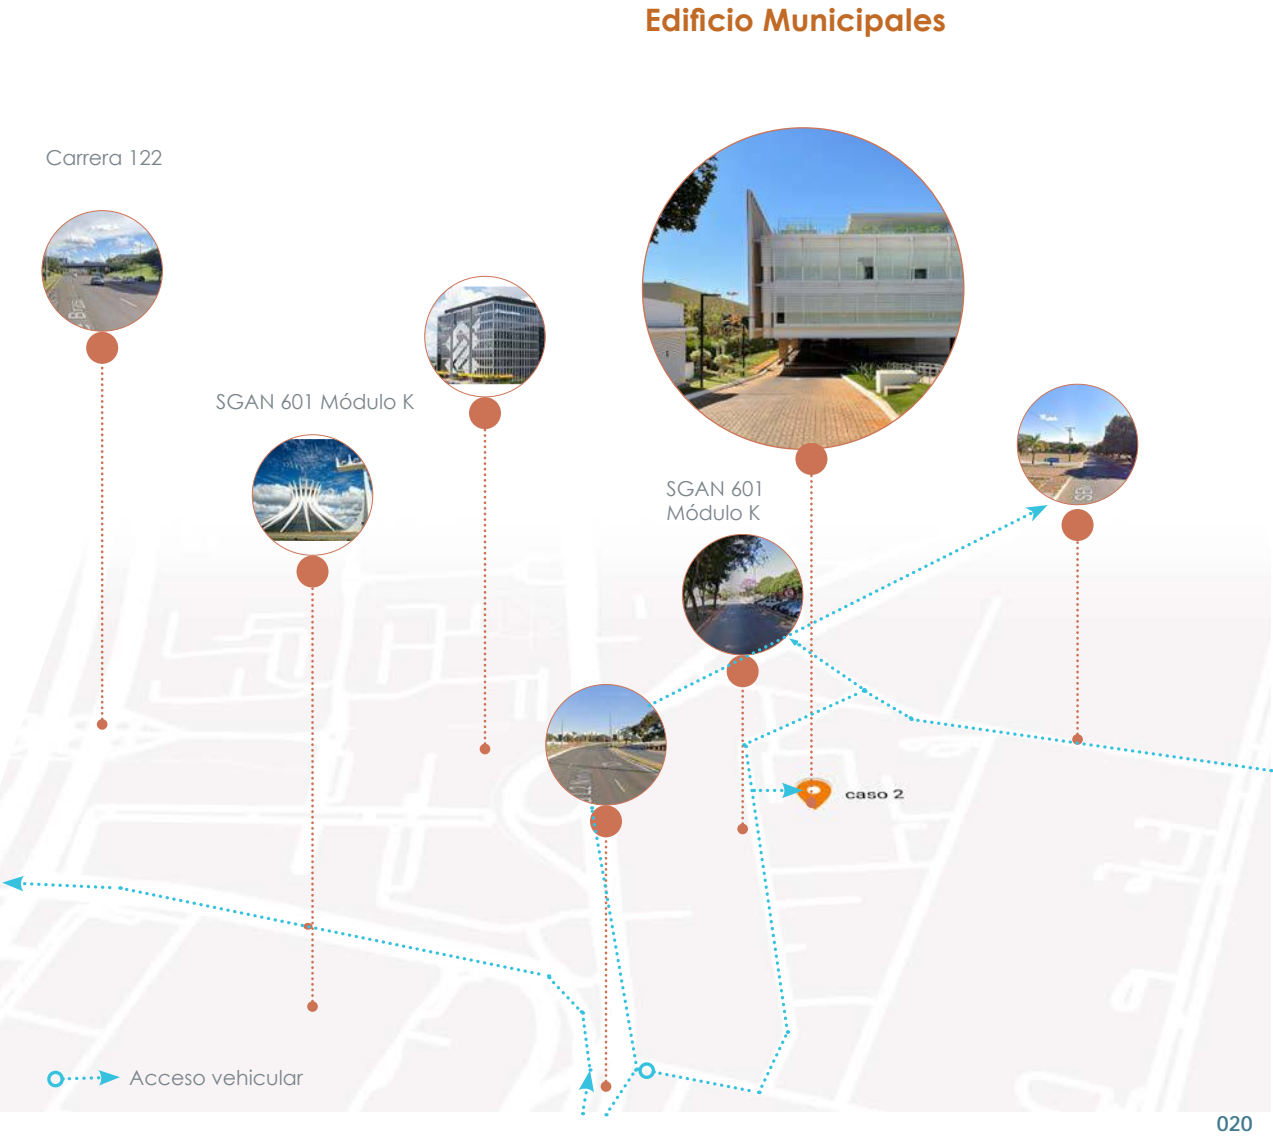 Edificio Municipales
Carrera 122
SGAN 601 Módulo K
SGAN 601
Módulo K
caso 2
Acceso vehicular
020